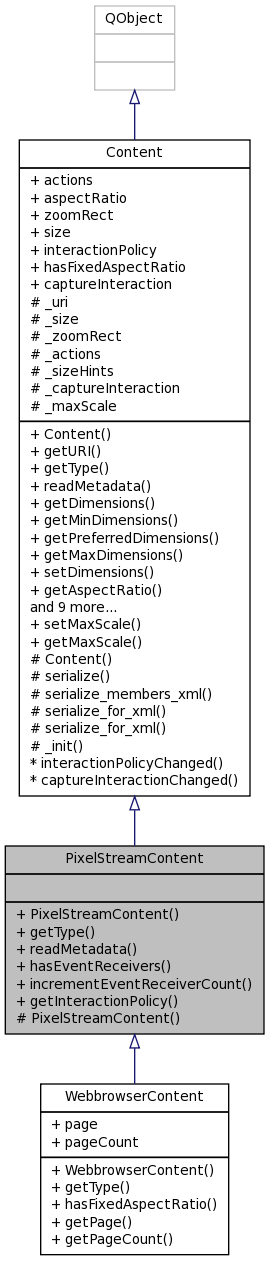 QObject
Content
+ actions
+ aspectRatio
+ zoomRect
+ size
+ interactionPolicy
+ hasFixedAspectRatio
+ captureInteraction
# _uri
# _size
# _zoomRect
# _actions
# _sizeHints
# _captureInteraction
# _maxScale
+ Content()
+ getURI()
+ getType()
+ readMetadata()
+ getDimensions()
+ getMinDimensions()
+ getPreferredDimensions()
+ getMaxDimensions()
+ setDimensions()
+ getAspectRatio()
and 9 more...
+ setMaxScale()
+ getMaxScale()
# Content()
# serialize()
# serialize_members_xml()
# serialize_for_xml()
# serialize_for_xml()
# _init()
* interactionPolicyChanged()
* captureInteractionChanged()
PixelStreamContent
+ PixelStreamContent()
+ getType()
+ readMetadata()
+ hasEventReceivers()
+ incrementEventReceiverCount()
+ getInteractionPolicy()
# PixelStreamContent()
WebbrowserContent
+ page
+ pageCount
+ WebbrowserContent()
+ getType()
+ hasFixedAspectRatio()
+ getPage()
+ getPageCount()